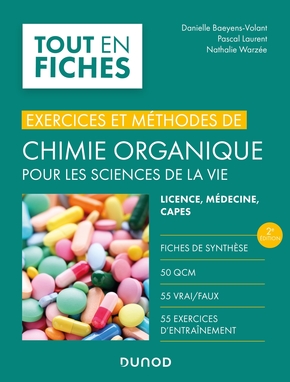 Danielle Baeyens-Volant
Pascal Laurent
Nathalie Warzée
TOUT EN
FICHES
EXERCICES ET MÉTHODES DE
CHIMIE ORGANIQUE
POUR LES SCIENCES DE LA VIE
LICENCE, MÉDECINE,
CAPES
2e ÉDITION
FICHES DE SYNTHÈSE
50 QCM
55 VRAI/FAUX
55 EXERCICES
D'ENTRAÎNEMENT
DUNOD